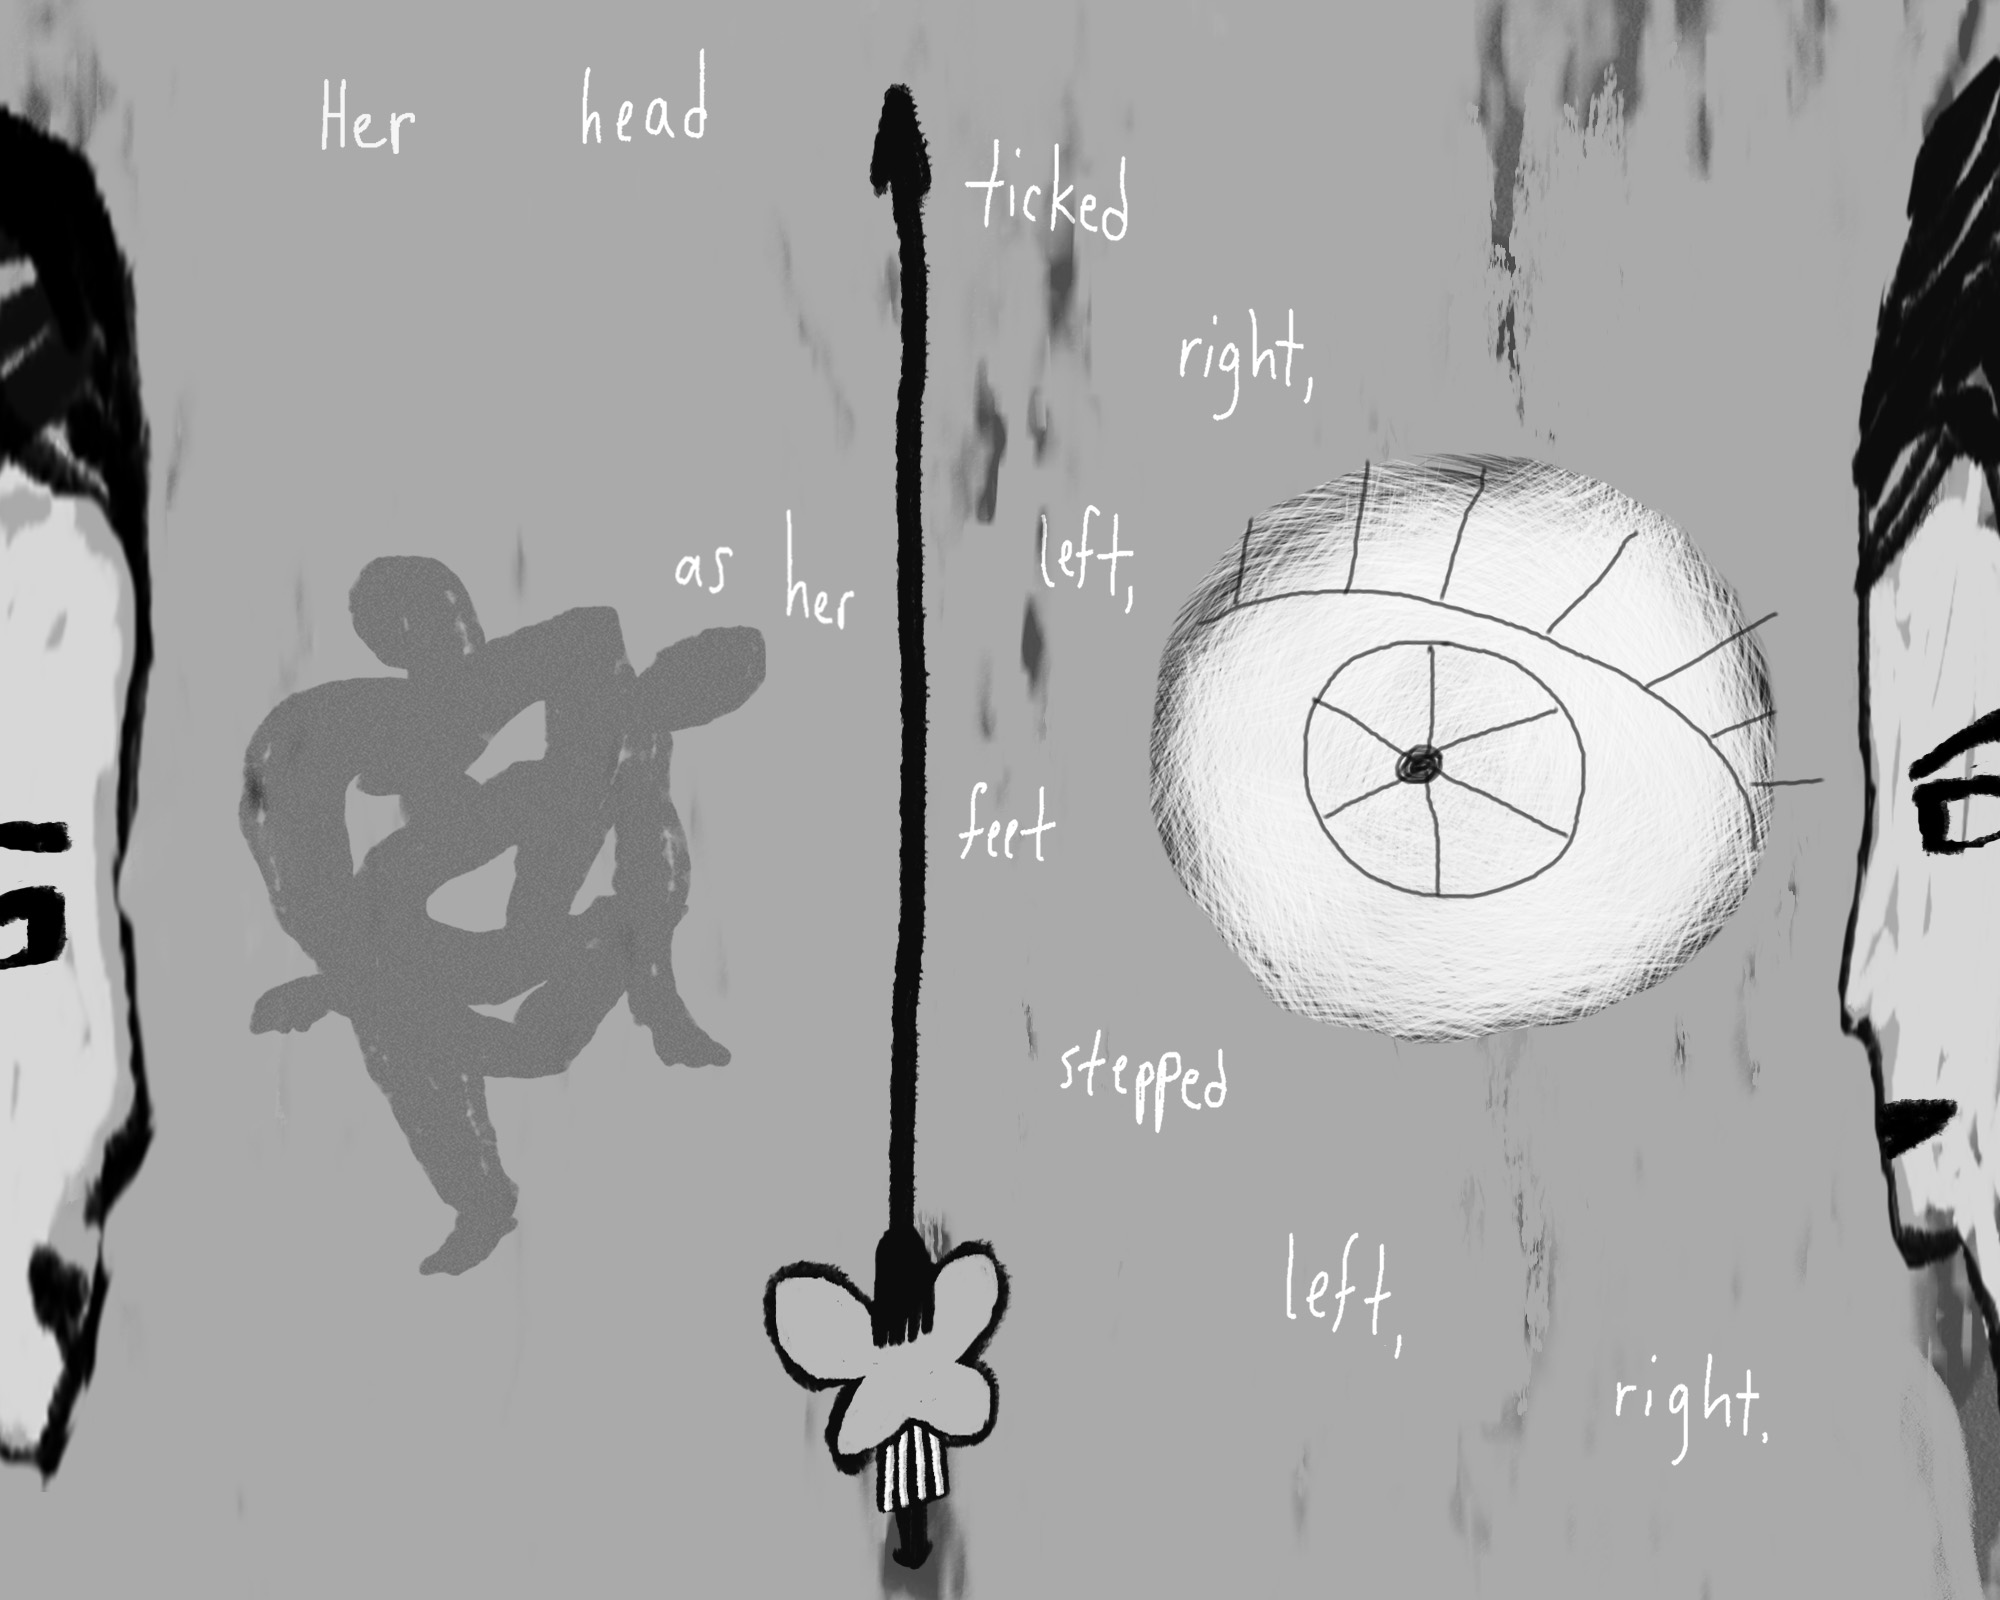 Her head
ticked
right,
left,
as her
feet
stepped
left,
right.